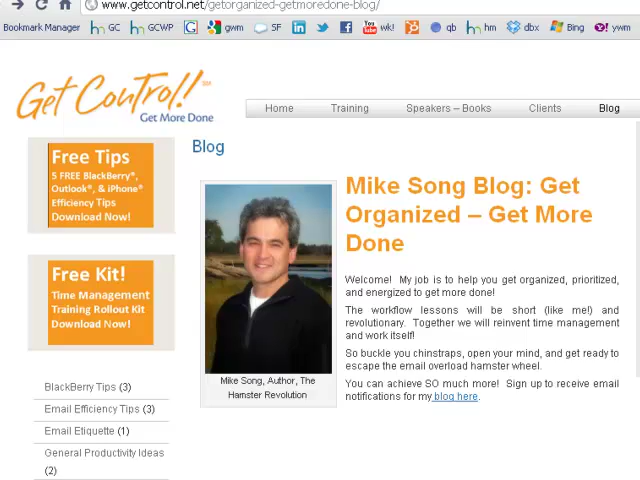 www.getcontrol.net/getorganized-getmoredone-blog/
Bookmark Manager GC GCWP gwm SF wk! qb hm dbx Bing ywm
Get Control!
Get More Done
Home Training Speakers – Books Clients Blog
Free Tips
5 FREE BlackBerry®,
Outlook®, & iPhone®
Efficiency Tips
Download Now!
Free Kit!
Time Management
Training Rollout Kit
Download Now!
BlackBerry Tips (3)
Email Efficiency Tips (3)
Email Etiquette (1)
General Productivity Ideas
(2)
Blog
Mike Song, Author, The
Hamster Revolution
Mike Song Blog: Get
Organized – Get More
Done
Welcome! My job is to help you get organized, prioritized,
and energized to get more done!
The workflow lessons will be short (like me!) and
revolutionary. Together we will reinvent time management
and work itself!
So buckle you chinstraps, open your mind, and get ready to
escape the email overload hamster wheel.
You can achieve SO much more! Sign up to receive email
notifications for my blog here.